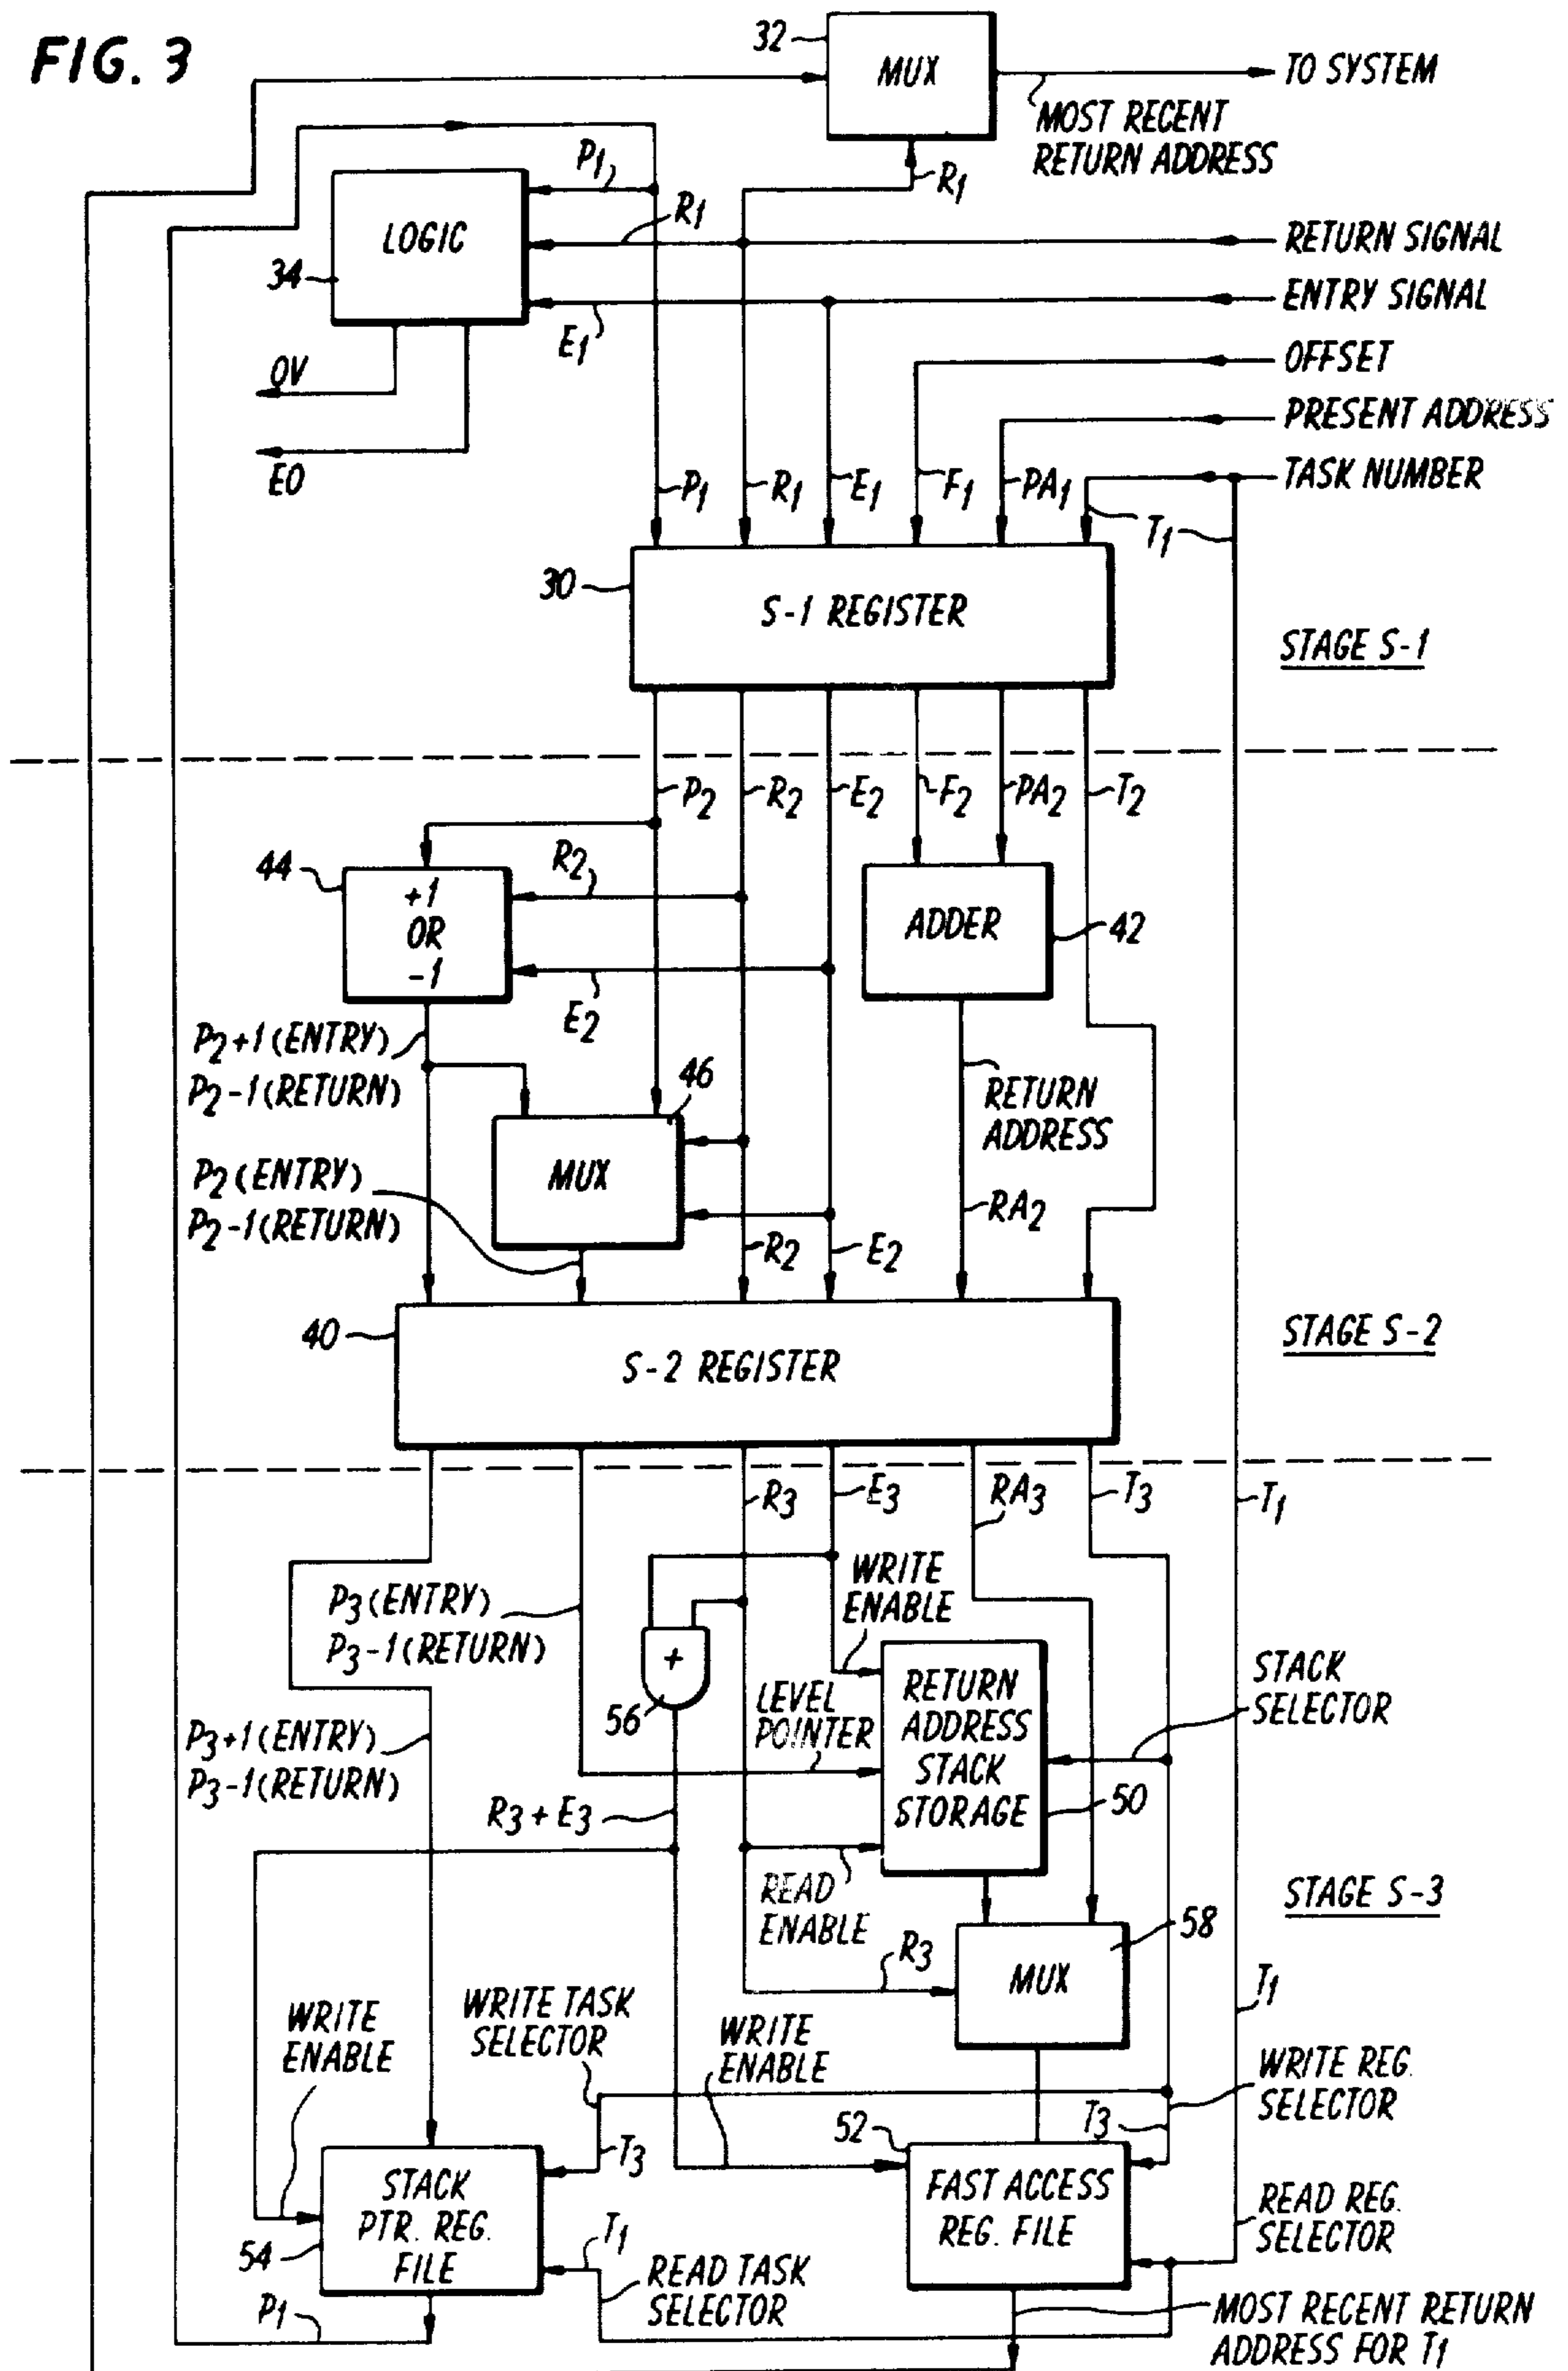 FIG. 3
32
MUX
TO SYSTEM
MOST RECENT
RETURN ADDRESS
P1
R1
R1
LOGIC
34
RETURN SIGNAL
ENTRY SIGNAL
E1
OFFSET
OV
PRESENT ADDRESS
EO
TASK NUMBER
P1
R1
E1
F1
PA1
T1
30
S-1 REGISTER
STAGE S-1
P2
R2
E2
F2
PA2
T2
44
+1
OR
-1
R2
ADDER
42
E2
P2+1 (ENTRY)
P2-1 (RETURN)
46
RETURN
ADDRESS
MUX
P2 (ENTRY)
P2-1 (RETURN)
RA2
R2
E2
40
S-2 REGISTER
STAGE S-2
R3
E3
RA3
T3
T1
WRITE
ENABLE
P3 (ENTRY)
P3-1 (RETURN)
+
56
LEVEL
POINTER
RETURN
ADDRESS
STACK
STORAGE
50
STACK
SELECTOR
P3+1 (ENTRY)
P3-1 (RETURN)
R3 + E3
READ
ENABLE
STAGE S-3
58
R3
MUX
T1
WRITE
ENABLE
WRITE TASK
SELECTOR
WRITE
ENABLE
WRITE REG.
SELECTOR
T3
52
T3
STACK
PTR. REG.
FILE
54
FAST ACCESS
REG. FILE
READ REG.
SELECTOR
T1
READ TASK
SELECTOR
P1
MOST RECENT RETURN
ADDRESS FOR T1